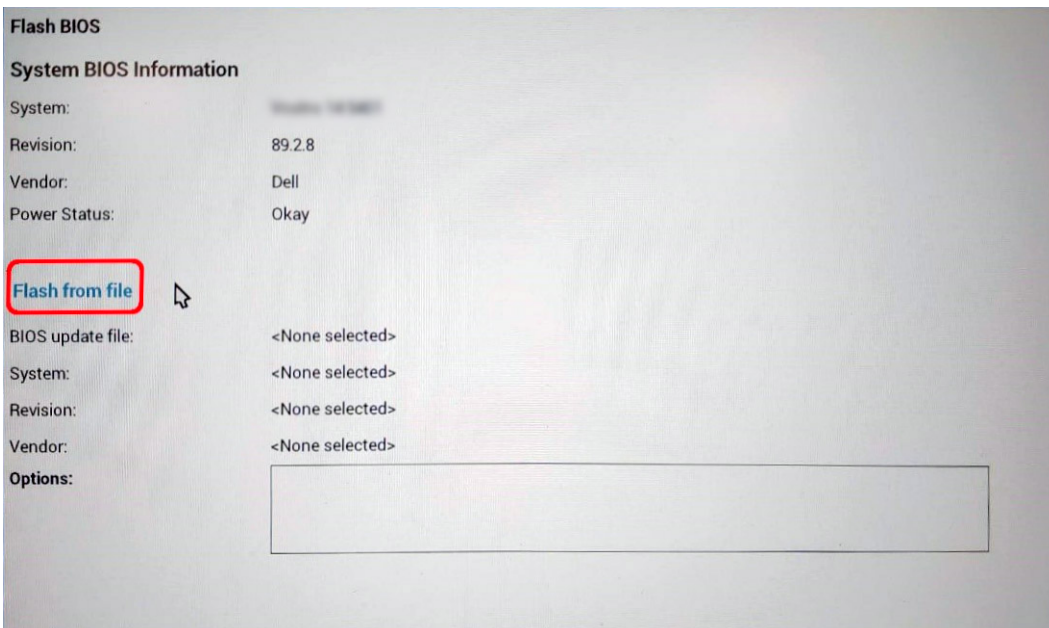 Flash BIOS
System BIOS Information
System:
Revision: 89.2.8
Vendor: Dell
Power Status: Okay
Flash from file
BIOS update file: <None selected>
System: <None selected>
Revision: <None selected>
Vendor: <None selected>
Options: